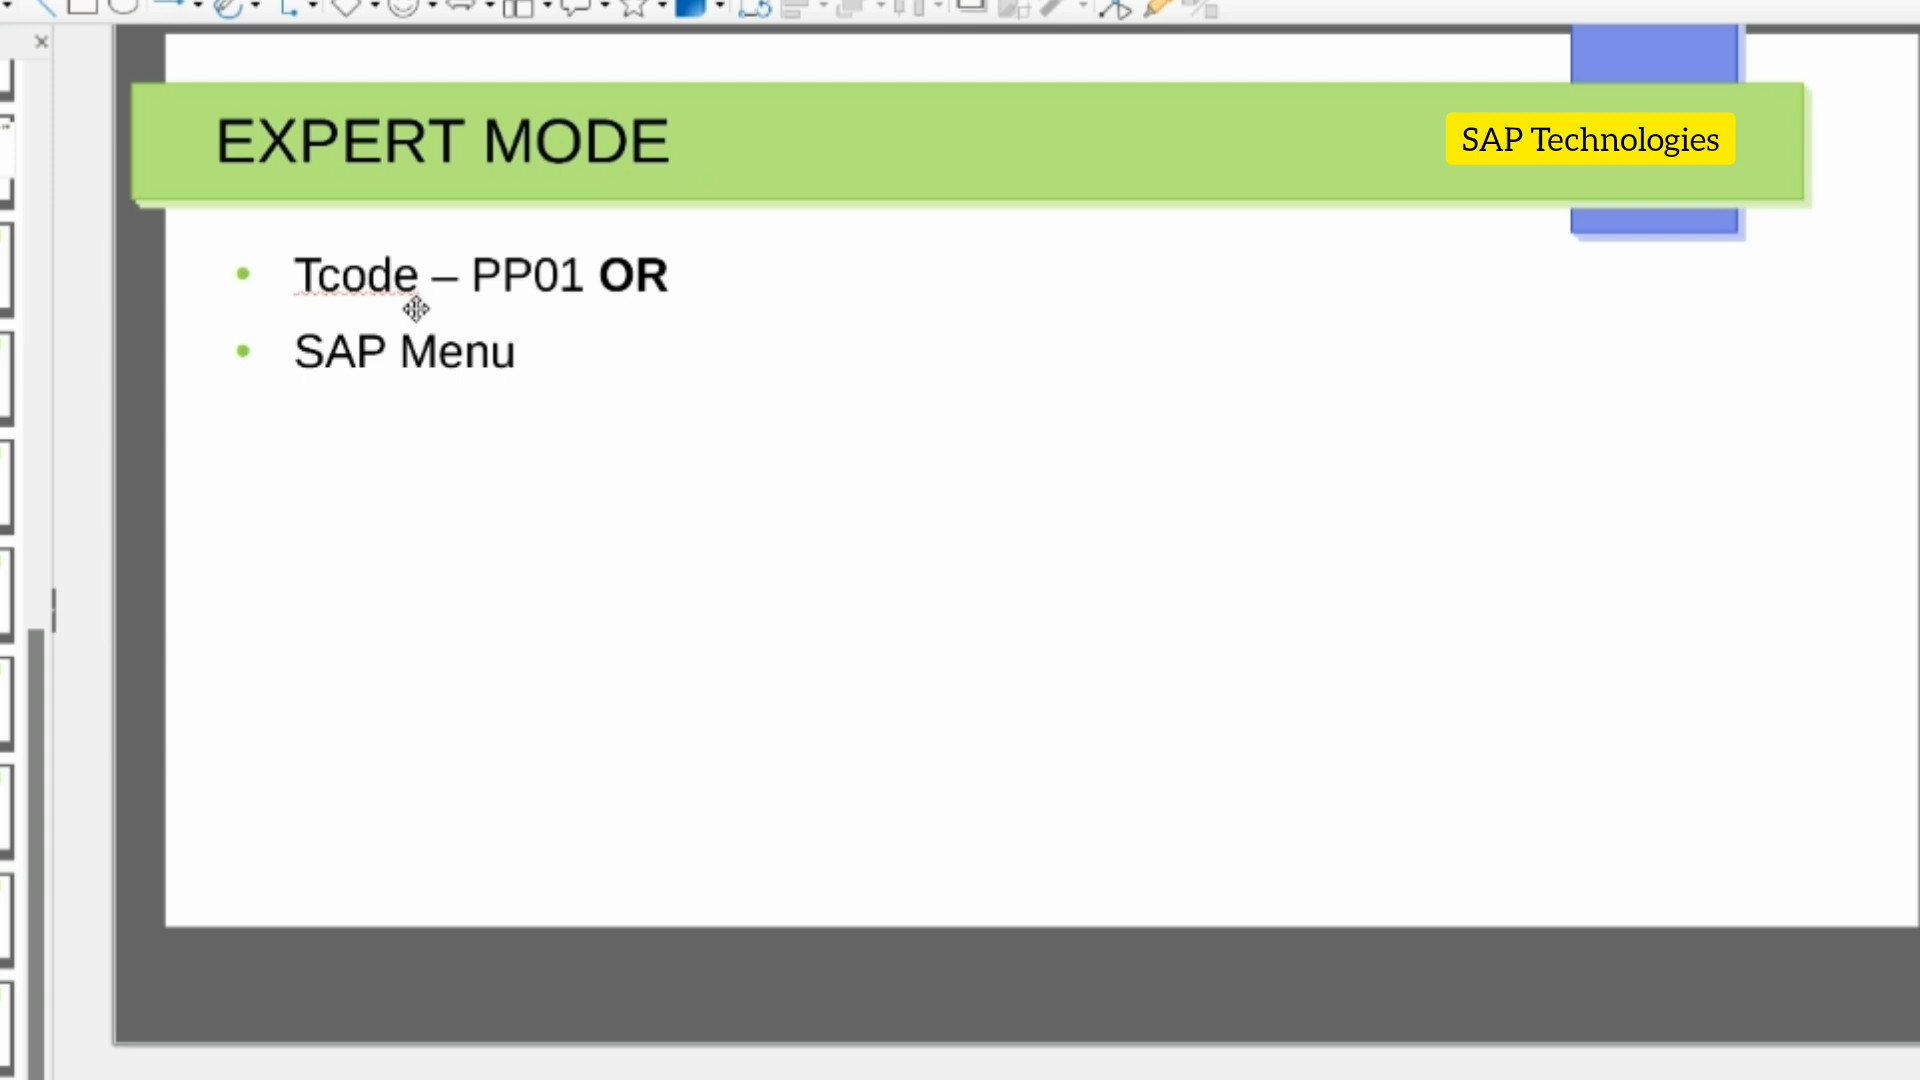 EXPERT MODE
SAP Technologies
Tcode – PP01 OR
SAP Menu